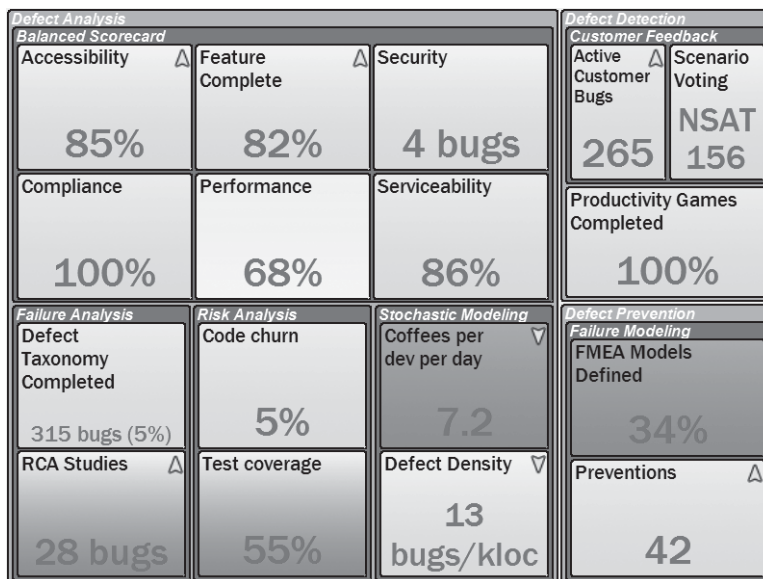 Defect Analysis
Balanced Scorecard
Accessibility
85%
Feature
Complete
82%
Security
4 bugs
Compliance
100%
Performance
68%
Serviceability
86%
Failure Analysis
Defect
Taxonomy
Completed
315 bugs (5%)
RCA Studies
28 bugs
Risk Analysis
Code churn
5%
Test coverage
55%
Stochastic Modeling
Coffees per
dev per day
7.2
Defect Density
13
bugs/kloc
Defect Detection
Customer Feedback
Active
Customer
Bugs
265
Scenario
Voting
NSAT
156
Productivity Games
Completed
100%
Defect Prevention
Failure Modeling
FMEA Models
Defined
34%
Preventions
42